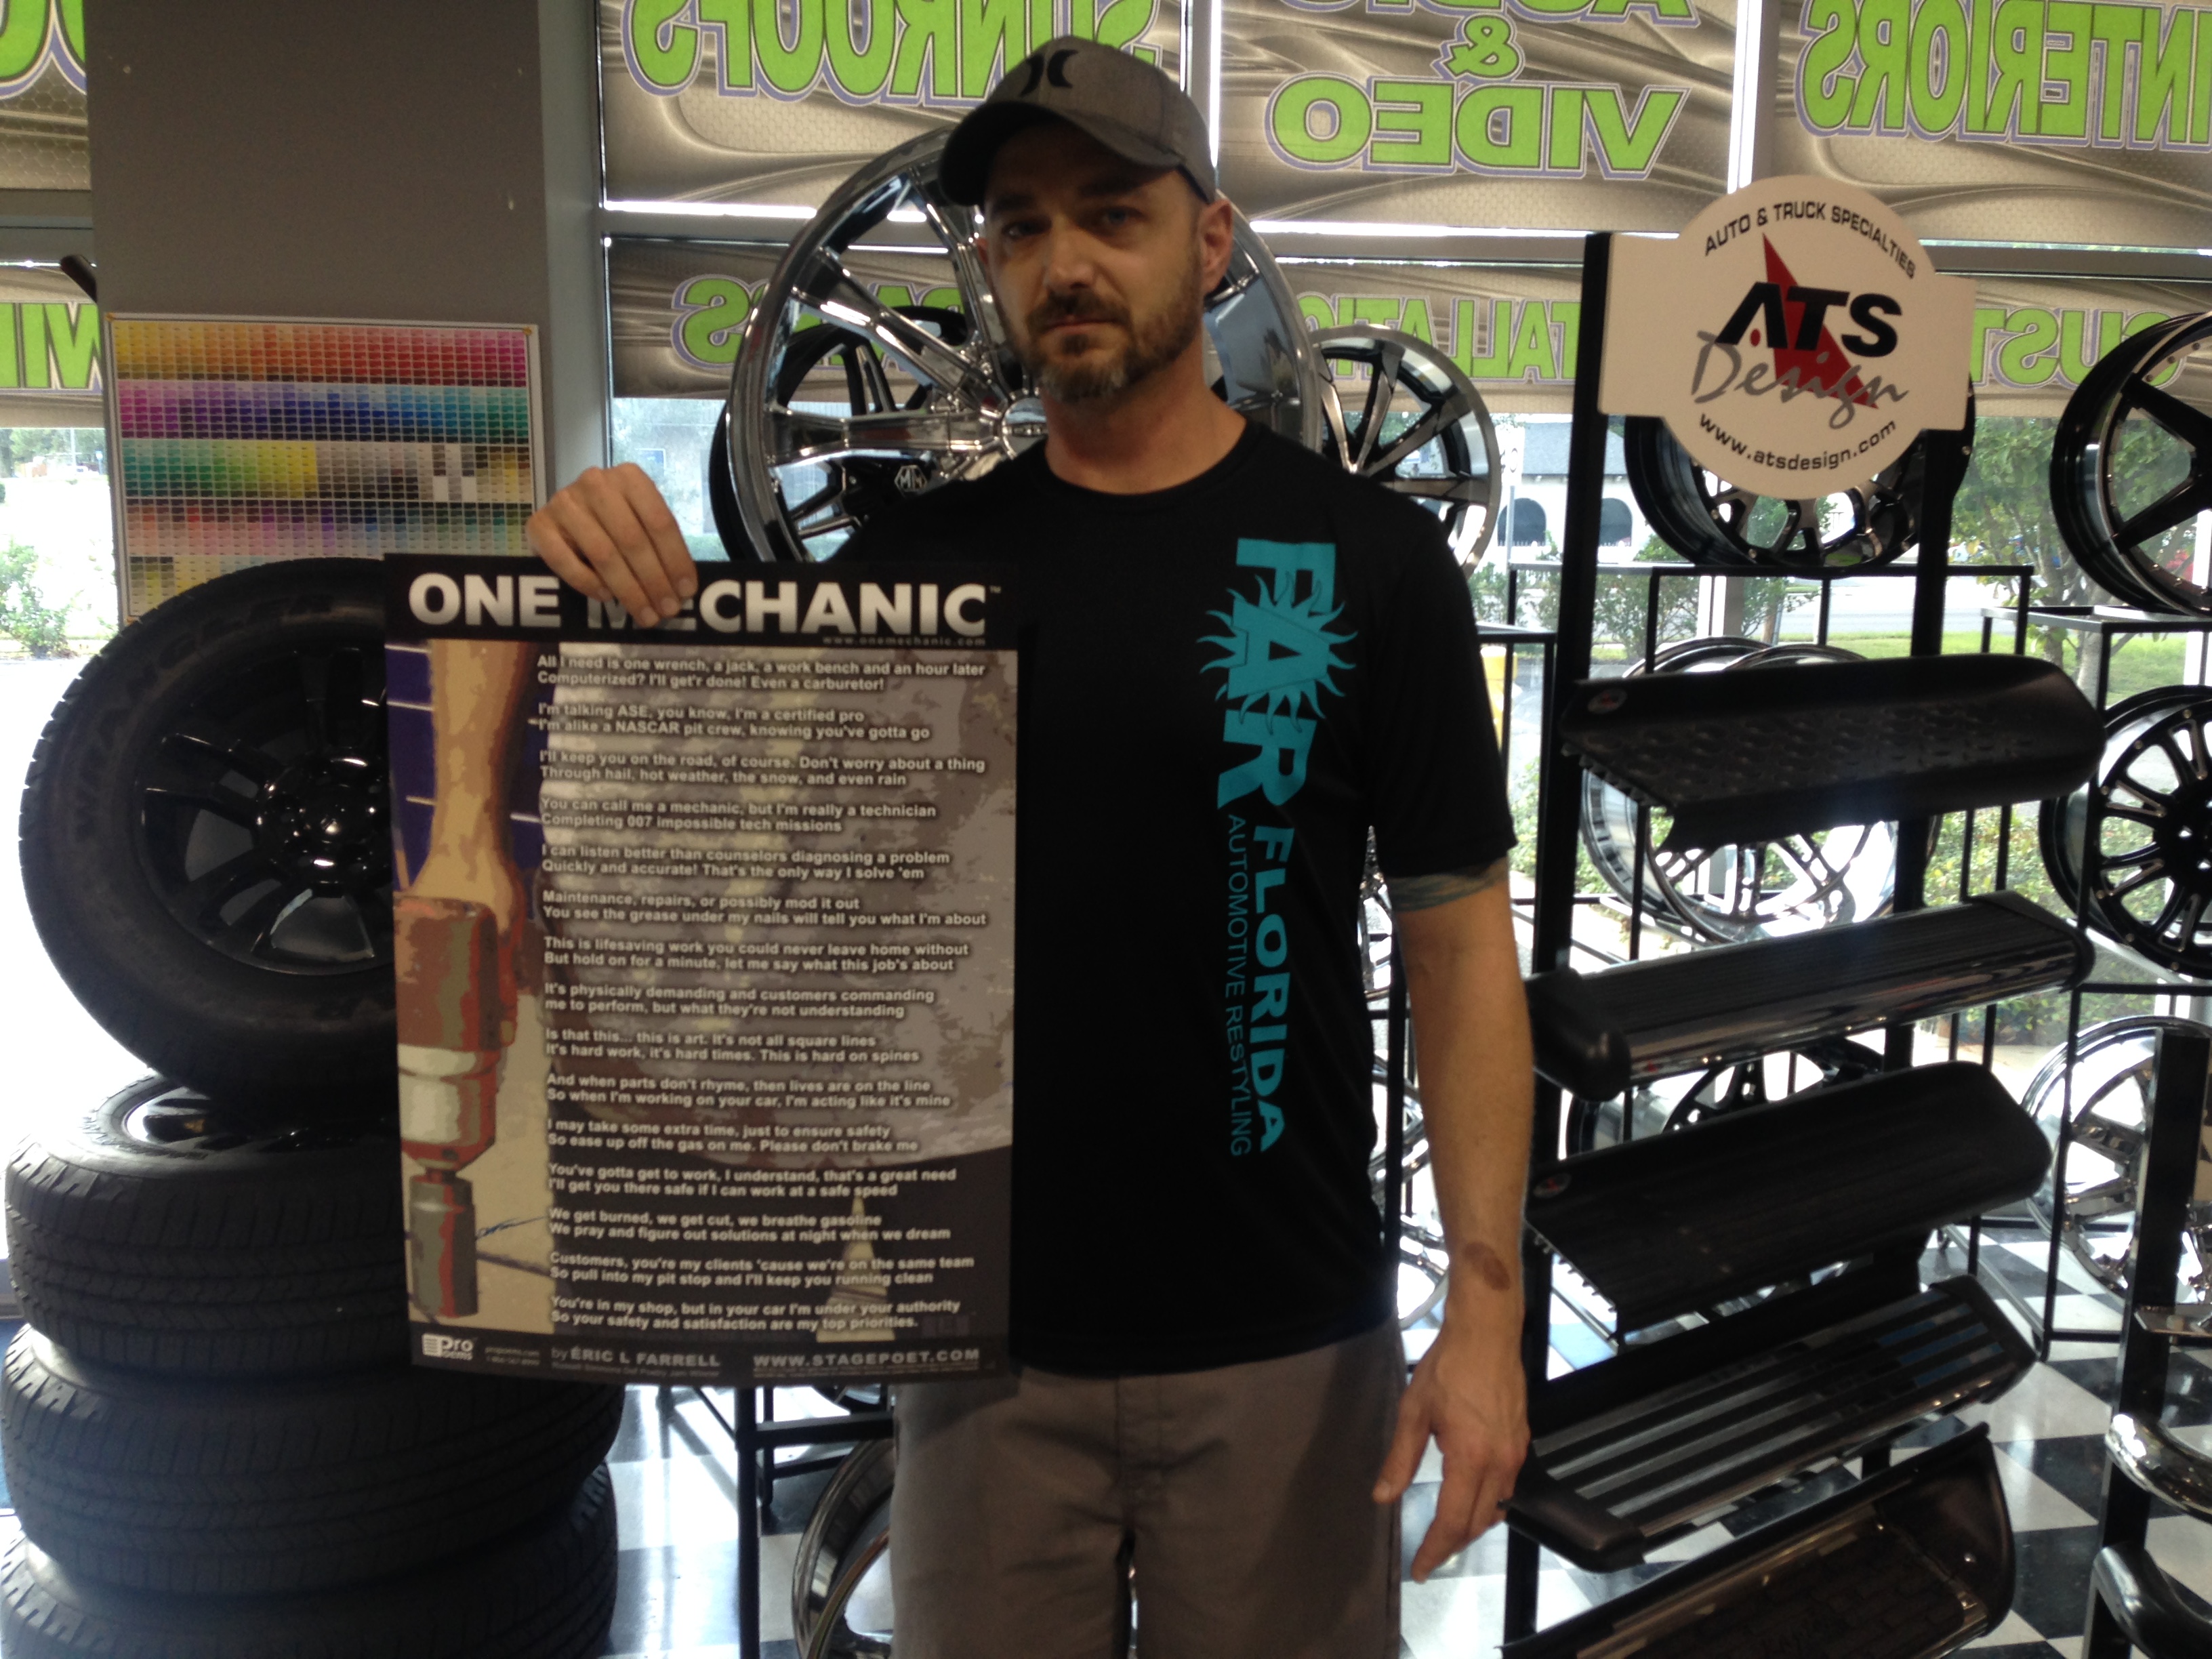 SUNROOFS
&
VIDEO
INTERIORS
AUTO & TRUCK SPECIALTIES
ATS
Design
www.atsdesign.com
FAR FLORIDA
AUTOMOTIVE RESTYLING
ONE MECHANIC™
www.onemechanic.com
All I need is one wrench, a jack, a work bench and an hour later
Computerized? I'll get'r done! Even a carburetor!
I'm talking ASE, you know, I'm a certified pro
I'm alike a NASCAR pit crew, knowing you've gotta go
I'll keep you on the road, of course. Don't worry about a thing
Through hail, hot weather, the snow, and even rain
You can call me a mechanic, but I'm really a technician
Completing 007 impossible tech missions
I can listen better than counselors diagnosing a problem
Quickly and accurate! That's the only way I solve 'em
Maintenance, repairs, or possibly mod it out
You see the grease under my nails will tell you what I'm about
This is lifesaving work you could never leave home without
But hold on for a minute, let me say what this job's about
It's physically demanding and customers commanding
me to perform, but what they're not understanding
Is that this... this is art. It's not all square lines
It's hard work, it's hard times. This is hard on spines
And when parts don't rhyme, then lives are on the line
So when I'm working on your car, I'm acting like it's mine
I may take some extra time, just to ensure safety
So ease up off the gas on me. Please don't brake me
You've gotta get to work, I understand, that's a great need
I'll get you there safe if I can work at a safe speed
We get burned, we get cut, we breathe gasoline
We pray and figure out solutions at night when we dream
Customers, you're my clients 'cause we're on the same team
So pull into my pit stop and I'll keep you running clean
You're in my shop, but in your car I'm under your authority
So your safety and satisfaction are my top priorities.
Pro
oems
by ERIC L FARRELL
WWW.STAGEPOET.COM